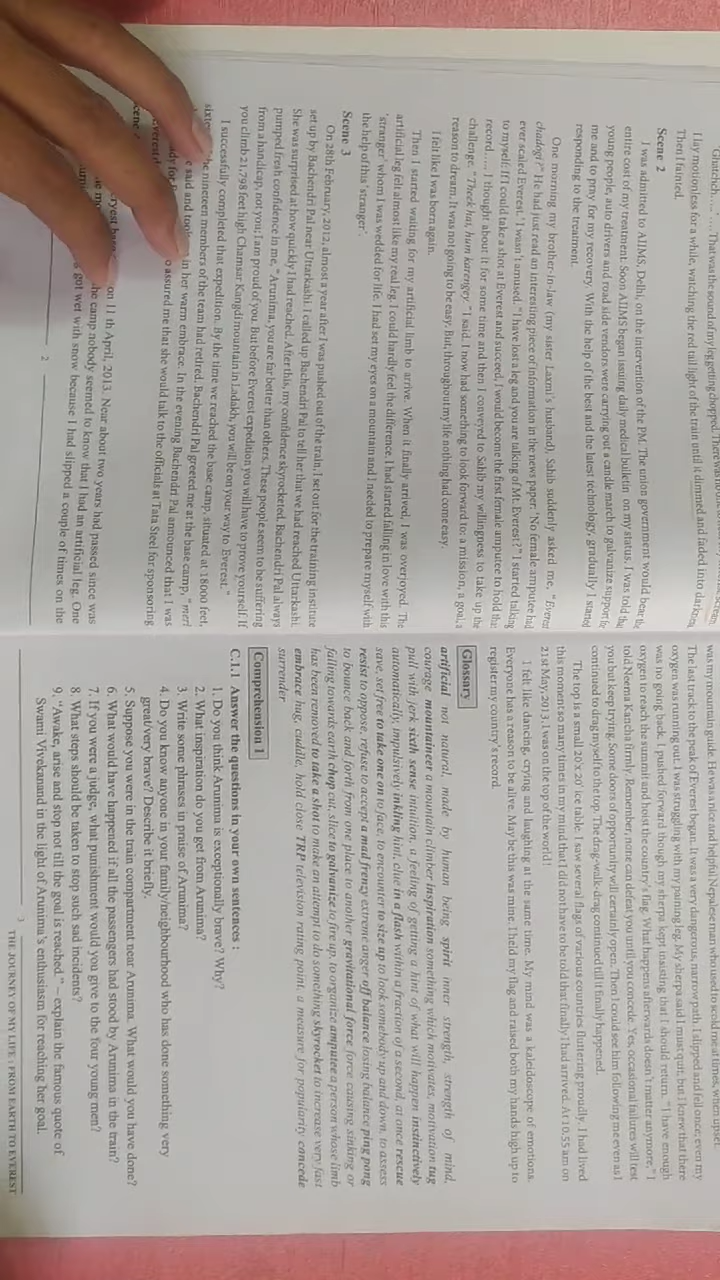 That was the sound of my leg getting chopped. There
I lay motionless for a while, watching the red tail light of the train until it dimmed and faded into
Then I fainted.
Scene 2
I was admitted to AIIMS, Delhi, on the intervention of the PM. The union government would bear the
entire cost of my treatment. Soon AIIMS began issuing daily medical bulletin on my status. I was told
young people, auto drivers and road side vendors were carrying out a candle march to galvanize support
me and to pray for my recovery. With the help of the best and the latest technology, gradually I started
responding to the treatment.
One morning my brother-in-law (my sister Laxmi's husband), Sahib suddenly asked me, "Everest
chadogi?" He had just read an interesting piece of information in the news paper: 'No female amputee had
ever scaled Everest.' I wasn't amused. "I have lost a leg and you are talking of Mt. Everest?" I started talking
to myself: If I could take a shot at Everest and succeed, I would become the first female amputee to hold
record..... I thought about it for some time and then I conveyed to Sahib my willingness to take up the
challenge. "Theek hai, hum karengey." I said. I now had something to look forward to: a mission, a goal, a
reason to dream. It was not going to be easy. But, throughout my life nothing had come easy.
I felt like I was born again.
Then I started waiting for my artificial limb to arrive. When it finally arrived, I was overjoyed. The
artificial leg felt almost like my real leg. I could hardly feel the difference. I had started falling in love with this
'stranger' whom I was wedded for life. I had set my eyes on a mountain and I needed to prepare myself with
the help of this 'stranger.'
Scene 3
On 28th February, 2012, almost a year after I was pushed out of the train, I set out for the training institute
set up by Bachendri Pal near Uttarkashi. I called up Bachendri Pal to tell her that we had reached Uttarkashi.
She was surprised at how quickly I had reached. After this, my confidence skyrocketed. Bachendri Pal always
pumped fresh confidence in me, "Arunima, you are far better than others. These people seem to be suffering
from a handicap, not you; I am proud of you. But before Everest expedition you will have to prove yourself. If
you climb 21,798 feet high Chamsar Kangdi mountain in Ladakh, you will be on your way to Everest."
I successfully completed that expedition. By the time we reached the base camp, situated at 18000 feet,
nineteen members of the team had retired. Bachendri Pal greeted me at the base camp, "meri
said and took in her warm embrace. In the evening Bachendri Pal announced that I was
assured me that she would talk to the officials at Tata Steel for sponsoring
on 11 th April, 2013. Near about two years had passed since was
the camp nobody seemed to know that I had an artificial leg. One
got wet with snow because I had slipped a couple of times on the
2
was my mountain guide. He was a nice and helpful Nepalese man who used to scold me at times, when upset.
The last track to the peak of Everest began. It was a very dangerous, narrow path. I slipped and fell once; even my
oxygen was running out. I was struggling with my paining leg. My sherpa said I must quit, but I knew that there
was no going back. I pushed forward though my sherpa kept insisting that I should return. "I have enough
oxygen to reach the summit and hoist the country's flag. What happens afterwards doesn't matter anymore," I
told Neema Kancha firmly. Remember, none can defeat you until you concede. Yes, occasional failures will test
you but keep trying. Some doors of opportunity will certainly open. Then I could see him following me even as I
continued to drag myself to the top. The drag-walk-drag continued till it finally happened.
The top is a small 20'x 20' ice table. I saw several flags of various countries fluttering proudly. I had lived
this moment so many times in my mind that I did not have to be told that finally I had arrived. At 10.55 am on
21st May, 2013. I was on the top of the world!
I felt like dancing, crying and laughing at the same time. My mind was a kaleidoscope of emotions.
Everyone has a reason to be alive. May be this was mine. I held my flag and raised both my hands high up to
register my country's record.
Glossary
artificial not natural, made by human being spirit inner strength, strength of mind,
courage mountaineer a mountain climber inspiration something which motivates, motivation tug
pull with jerk sixth sense intuition, a feeling of getting a hint of what will happen instinctively
automatically, impulsively inkling hint, clue in a flash within a fraction of a second, at once rescue
save, set free to take one on to face, to encounter to size up to look somebody up and down, to assess
resist to oppose, refuse to accept a mad frenzy extreme anger off balance losing balance ping pong
to bounce back and forth from one place to another gravitational force force causing sinking or
falling towards earth chop cut, slice to galvanize to fire up, to organize amputee a person whose limb
has been removed to take a shot to make an attempt to do something skyrocket to increase very fast
embrace hug, cuddle, hold close TRP television rating point, a measure for popularity concede
surrender
Comprehension 1
C.1.1 Answer the questions in your own sentences :
1. Do you think Arunima is exceptionally brave? Why?
2. What inspiration do you get from Arunima?
3. Write some phrases in praise of Arunima?
4. Do you know anyone in your family/neighbourhood who has done something very
great/very brave? Describe it briefly.
5. Suppose you were in the train compartment near Arunima. What would you have done?
6. What would have happened if all the passengers had stood by Arunima in the train?
7. If you were a judge, what punishment would you give to the four young men?
8. What steps should be taken to stop such sad incidents?
9. "Awake, arise and stop not till the goal is reached." – explain the famous quote of
Swami Vivekanand in the light of Arunima's enthusiasm for reaching her goal.
3
THE JOURNEY OF MY LIFE : FROM EARTH TO EVEREST